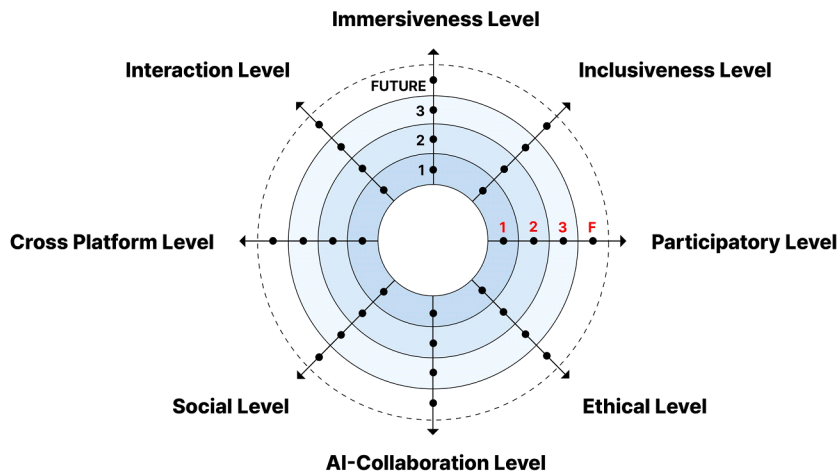 Immersiveness Level
Interaction Level
Inclusiveness Level
FUTURE
3
2
1
1 2 3 F
Cross Platform Level
Participatory Level
Social Level
Ethical Level
AI-Collaboration Level